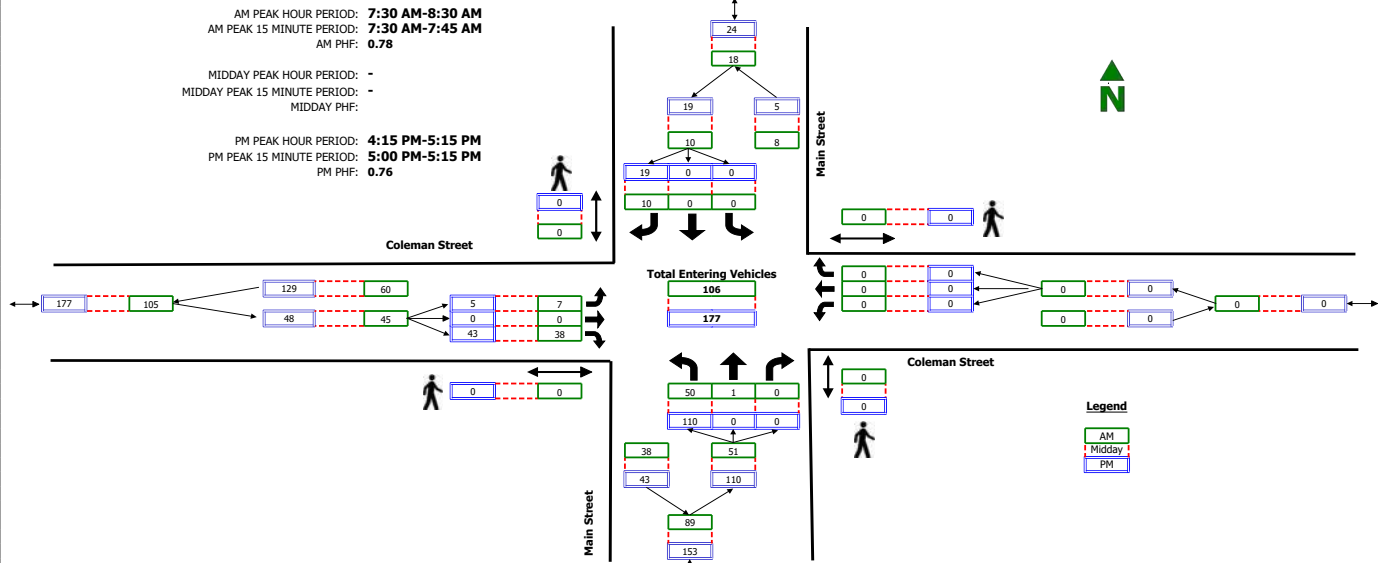 AM PEAK HOUR PERIOD: 7:30 AM-8:30 AM
AM PEAK 15 MINUTE PERIOD: 7:30 AM-7:45 AM
AM PHF: 0.78
MIDDAY PEAK HOUR PERIOD: -
MIDDAY PEAK 15 MINUTE PERIOD: -
MIDDAY PHF:
PM PEAK HOUR PERIOD: 4:15 PM-5:15 PM
PM PEAK 15 MINUTE PERIOD: 5:00 PM-5:15 PM
PM PHF: 0.76
24
18
19 5
10 8
19 0 0
10 0 0
Main Street
N
0
0
0 0
Coleman Street
Total Entering Vehicles
106
177
177 105
129 60
48 45
5 7
0 0
43 38
0 0
0 0
0 0
0 0
0 0
0 0
Coleman Street
0 0
0
0
50 1 0
110 0 0
38 51
43 110
89
153
Main Street
Legend
AM
Midday
PM